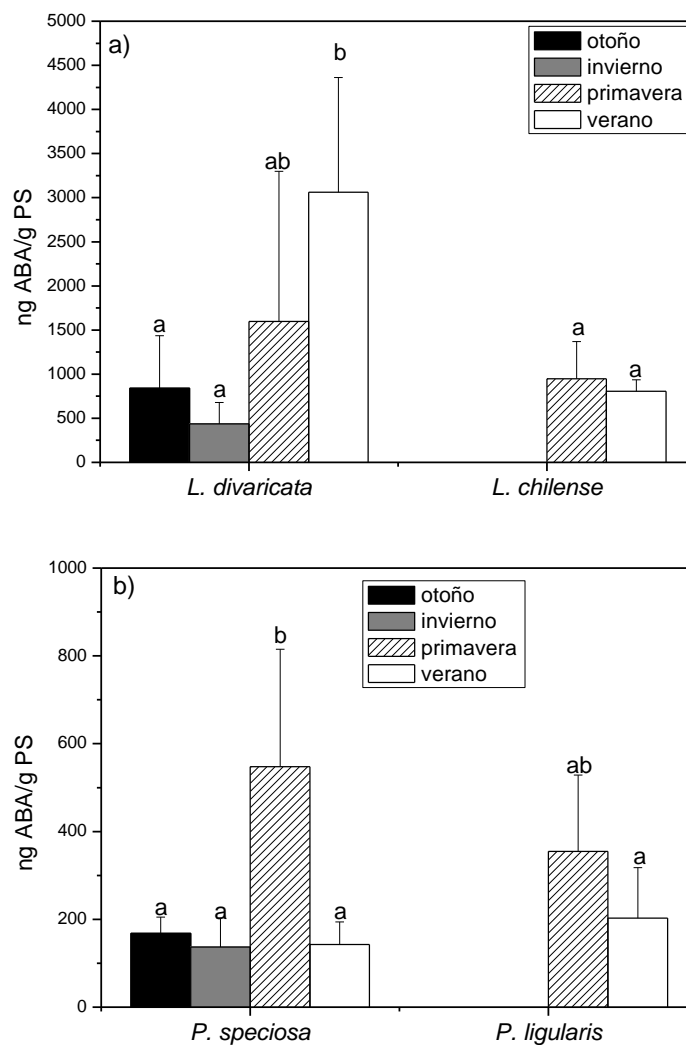 a)
otoño
invierno
primavera
verano
ng ABA/g PS
5000
4500
4000
3500
3000
2500
2000
1500
1000
500
0
a
a
ab
b
a
a
L. divaricata L. chilense
b)
otoño
invierno
primavera
verano
ng ABA/g PS
1000
800
600
400
200
0
a
a
b
a
ab
a
P. speciosa P. ligularis